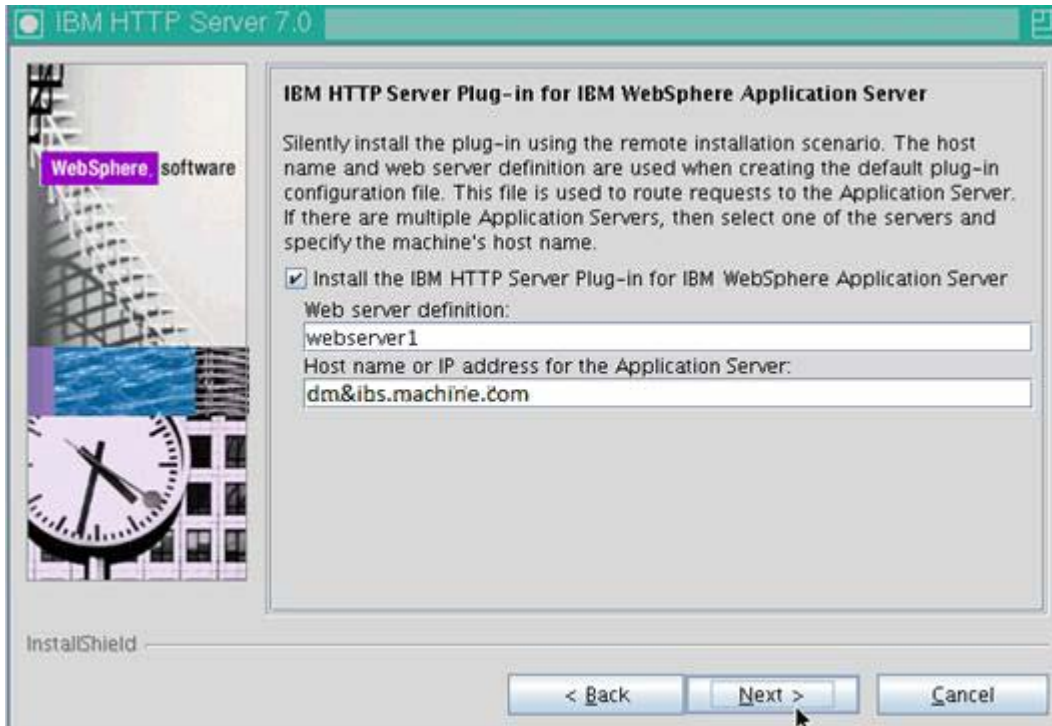 IBM HTTP Server 7.0
WebSphere. software
IBM HTTP Server Plug-in for IBM WebSphere Application Server
Silently install the plug-in using the remote installation scenario. The host
name and web server definition are used when creating the default plug-in
configuration file. This file is used to route requests to the Application Server.
If there are multiple Application Servers, then select one of the servers and
specify the machine's host name.
Install the IBM HTTP Server Plug-in for IBM WebSphere Application Server
Web server definition:
webserver1
Host name or IP address for the Application Server:
dm&ibs.machine.com
InstallShield
< Back
Next >
Cancel